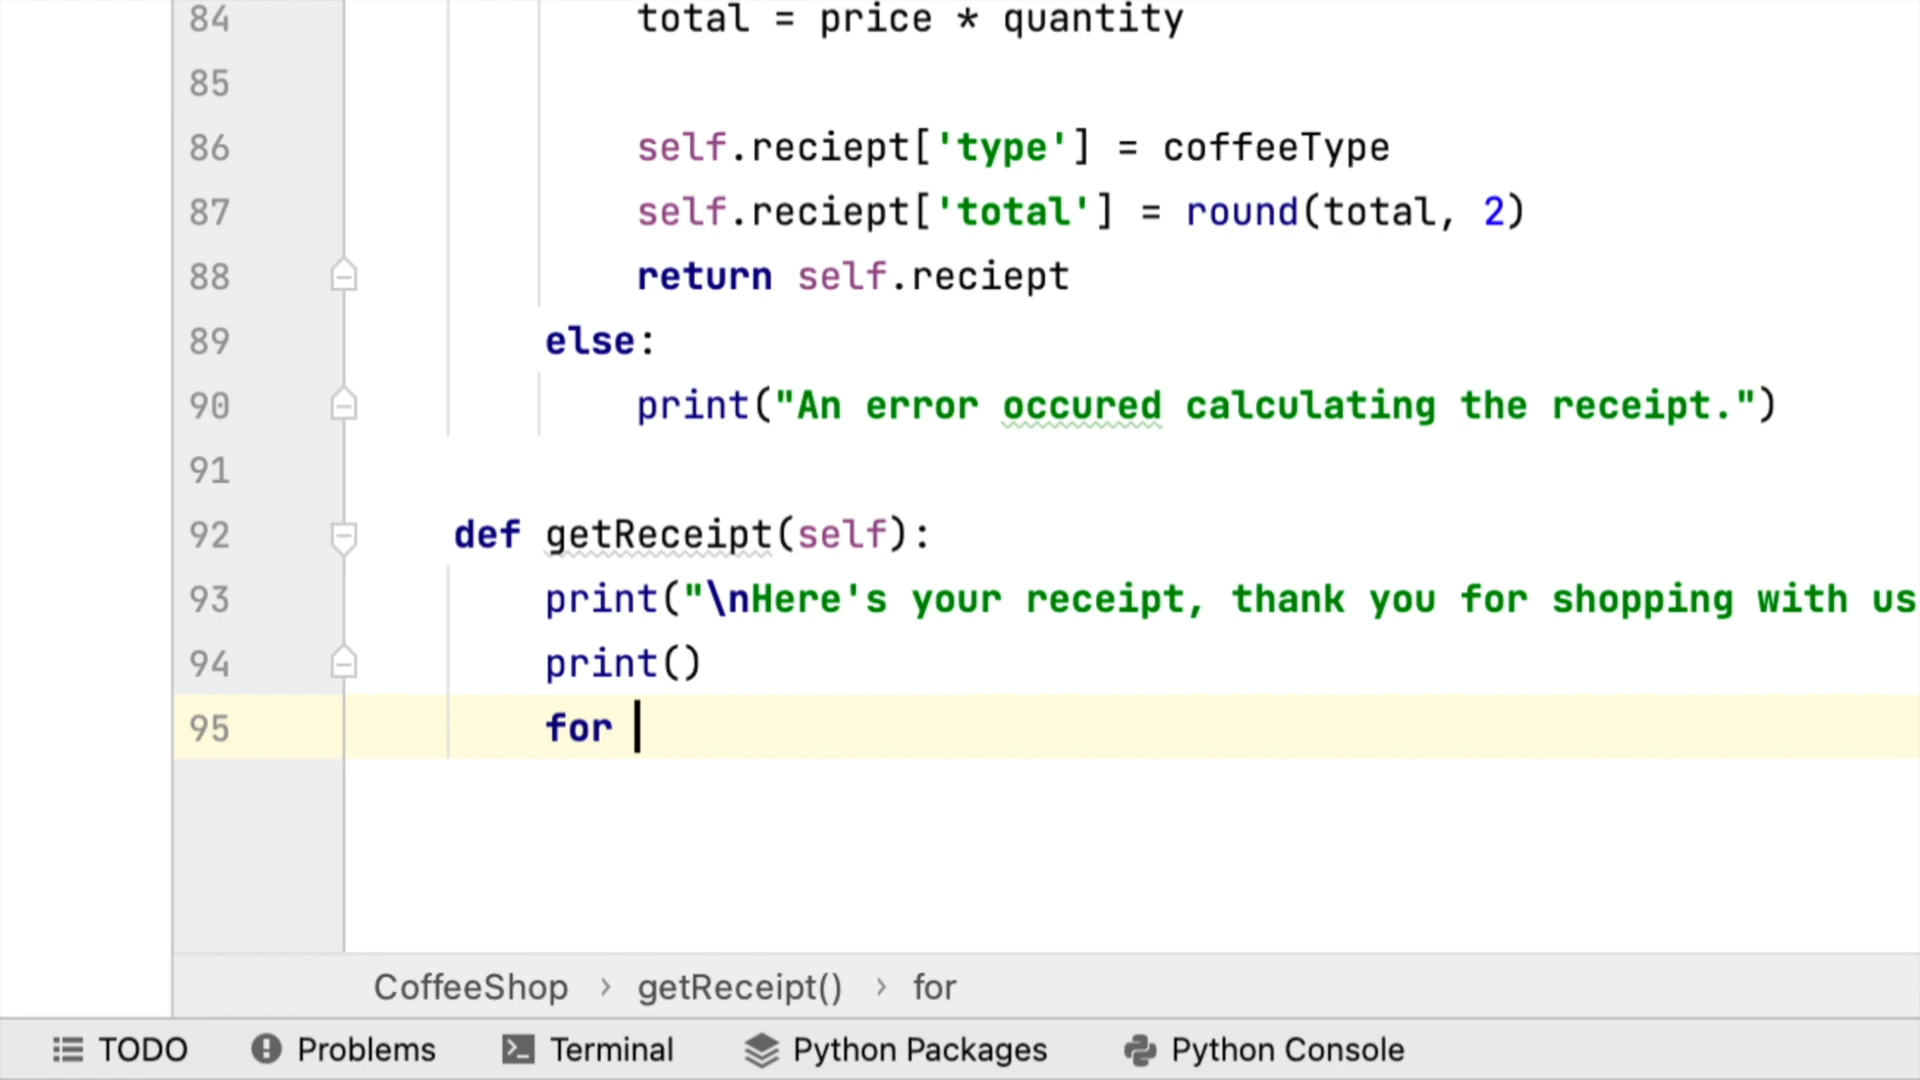 84 total = price * quantity
85
86 self.reciept['type'] = coffeeType
87 self.reciept['total'] = round(total, 2)
88 return self.reciept
89 else:
90 print("An error occured calculating the receipt.")
91
92 def getReceipt(self):
93 print("\nHere's your receipt, thank you for shopping with us
94 print()
95 for
CoffeeShop › getReceipt() › for
TODO Problems Terminal Python Packages Python Console